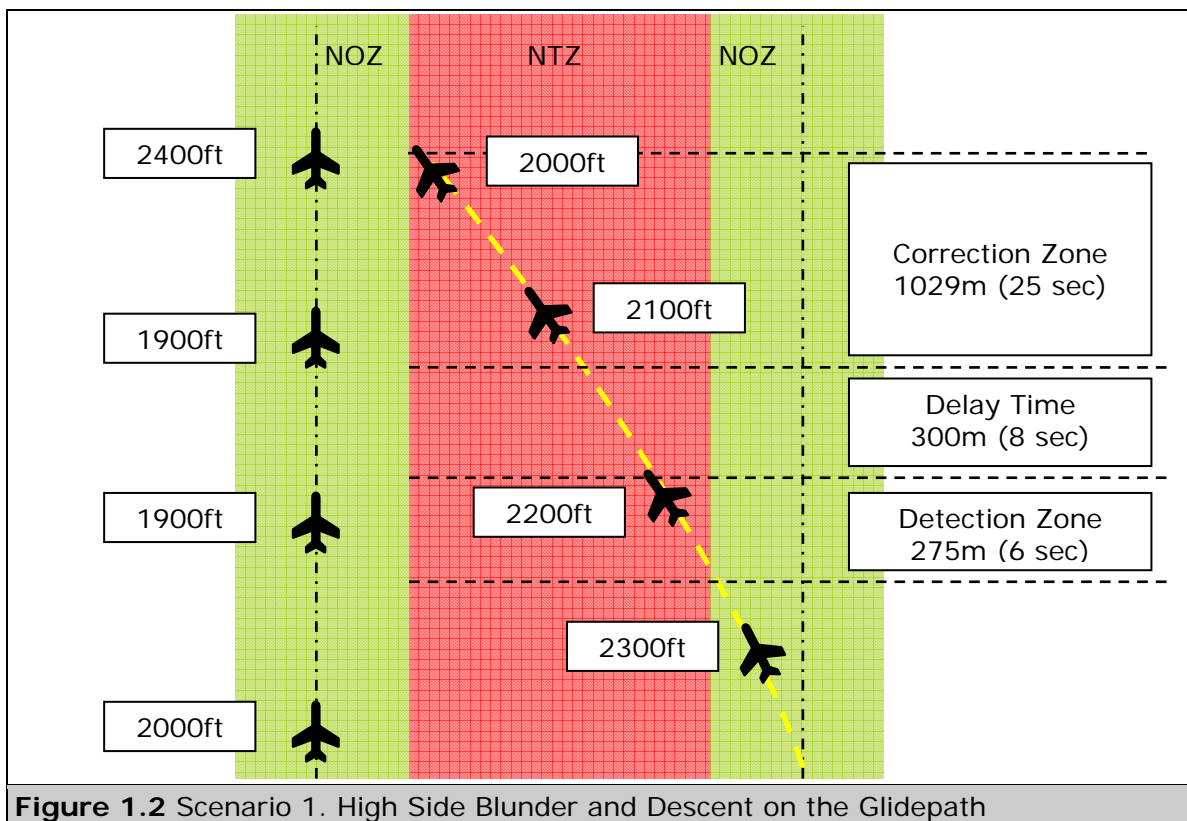 NOZ NTZ NOZ
2400ft
2000ft
Correction Zone
1029m (25 sec)
2100ft
1900ft
Delay Time
300m (8 sec)
1900ft
2200ft
Detection Zone
275m (6 sec)
2300ft
2000ft
Figure 1.2 Scenario 1. High Side Blunder and Descent on the Glidepath